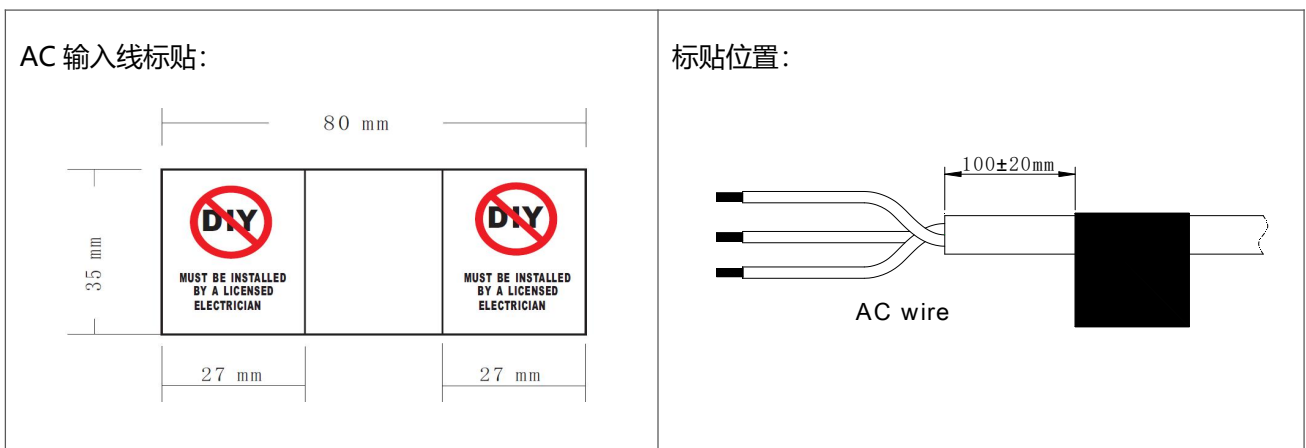 AC 输入线标贴：
80 mm
35 mm
DIY
MUST BE INSTALLED
BY A LICENSED
ELECTRICIAN
DIY
MUST BE INSTALLED
BY A LICENSED
ELECTRICIAN
27 mm
27 mm
标贴位置：
100±20mm
AC wire